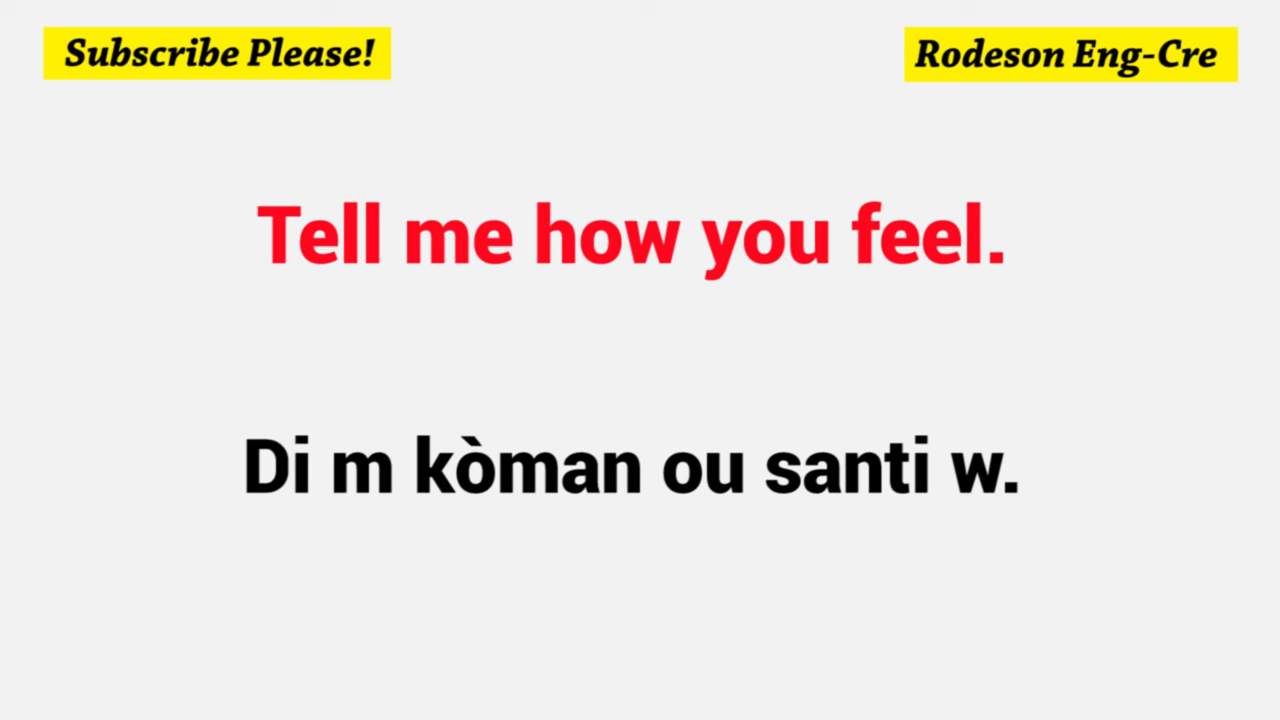 Subscribe Please!
Rodeson Eng-Cre
Tell me how you feel.
Di m kòman ou santi w.